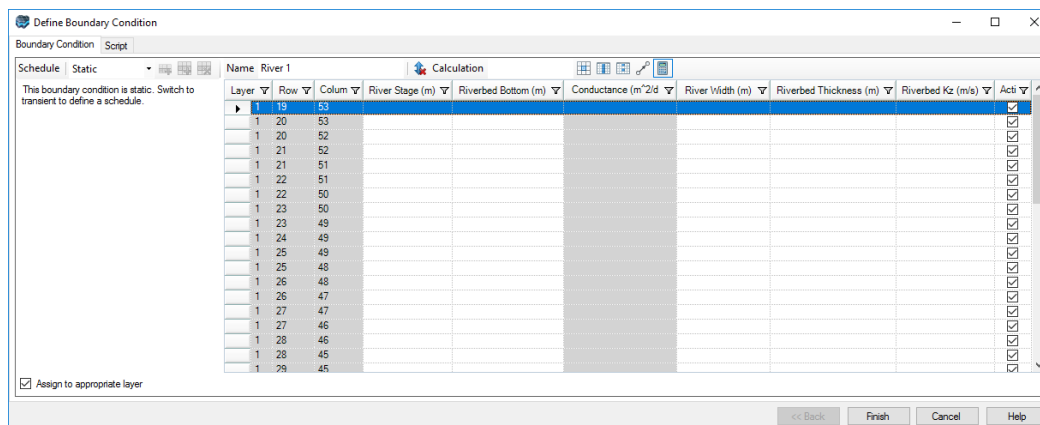 Define Boundary Condition
Boundary Condition Script
Schedule Static Name River 1 Calculation
This boundary condition is static. Switch to
transient to define a schedule.
Layer Row Colum River Stage (m) Riverbed Bottom (m) Conductance (m^2/d River Width (m) Riverbed Thickness (m) Riverbed Kz (m/s) Acti
1 19 53
1 20 53
1 20 52
1 21 52
1 21 51
1 22 51
1 22 50
1 23 50
1 23 49
1 24 49
1 25 49
1 25 48
1 26 48
1 26 47
1 27 47
1 27 46
1 28 46
1 28 45
1 29 45
Assign to appropriate layer
<< Back Finish Cancel Help